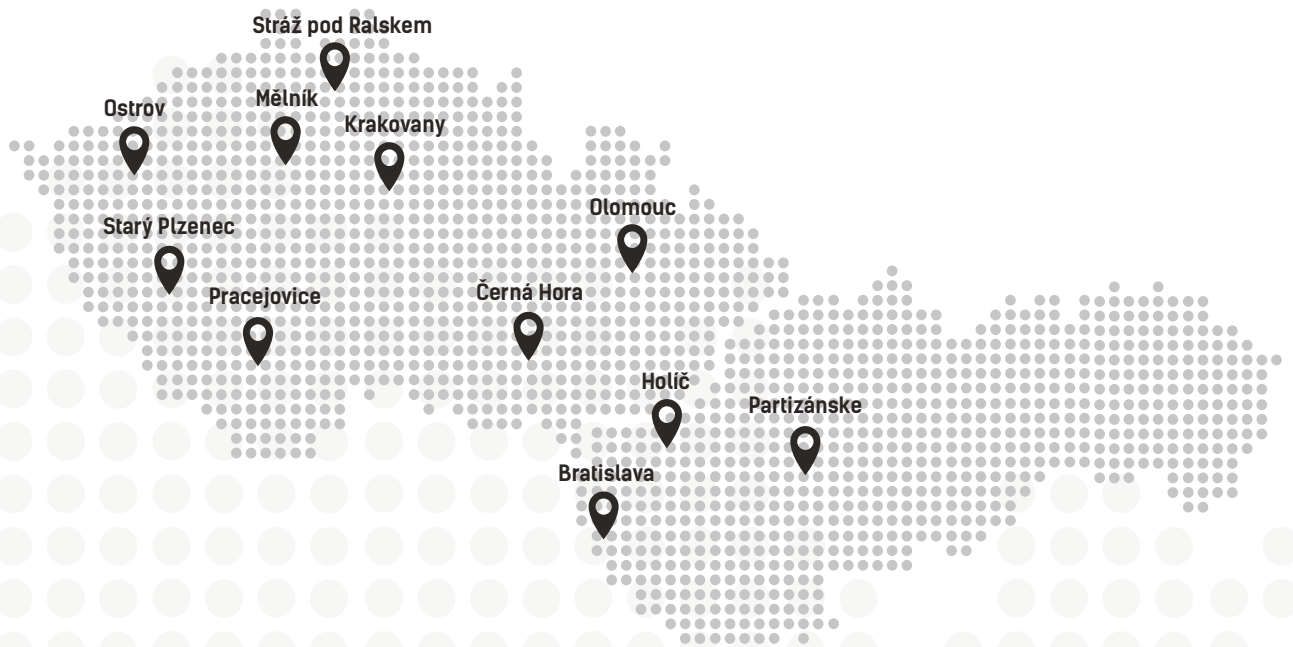 Stráž pod Ralskem
Mělník
Ostrov
Krakovany
Olomouc
Starý Plzenec
Černá Hora
Pracejovice
Holíč
Partizánske
Bratislava